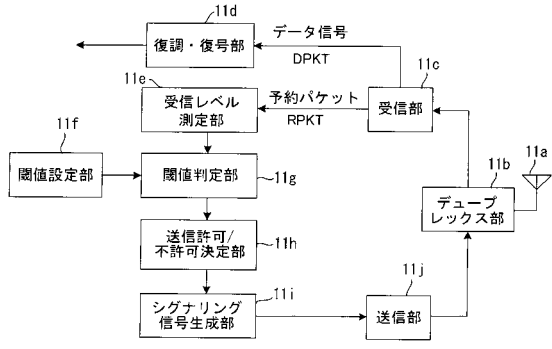 11d
復調・復号部
データ信号
DPKT
11c
受信部
11e
受信レベル
測定部
予約パケット
RPKT
11f
閾値設定部
閾値判定部
11g
11a
11b
デュープ
レックス部
送信許可/
不許可決定部
11h
シグナリング
信号生成部
11i
11j
送信部